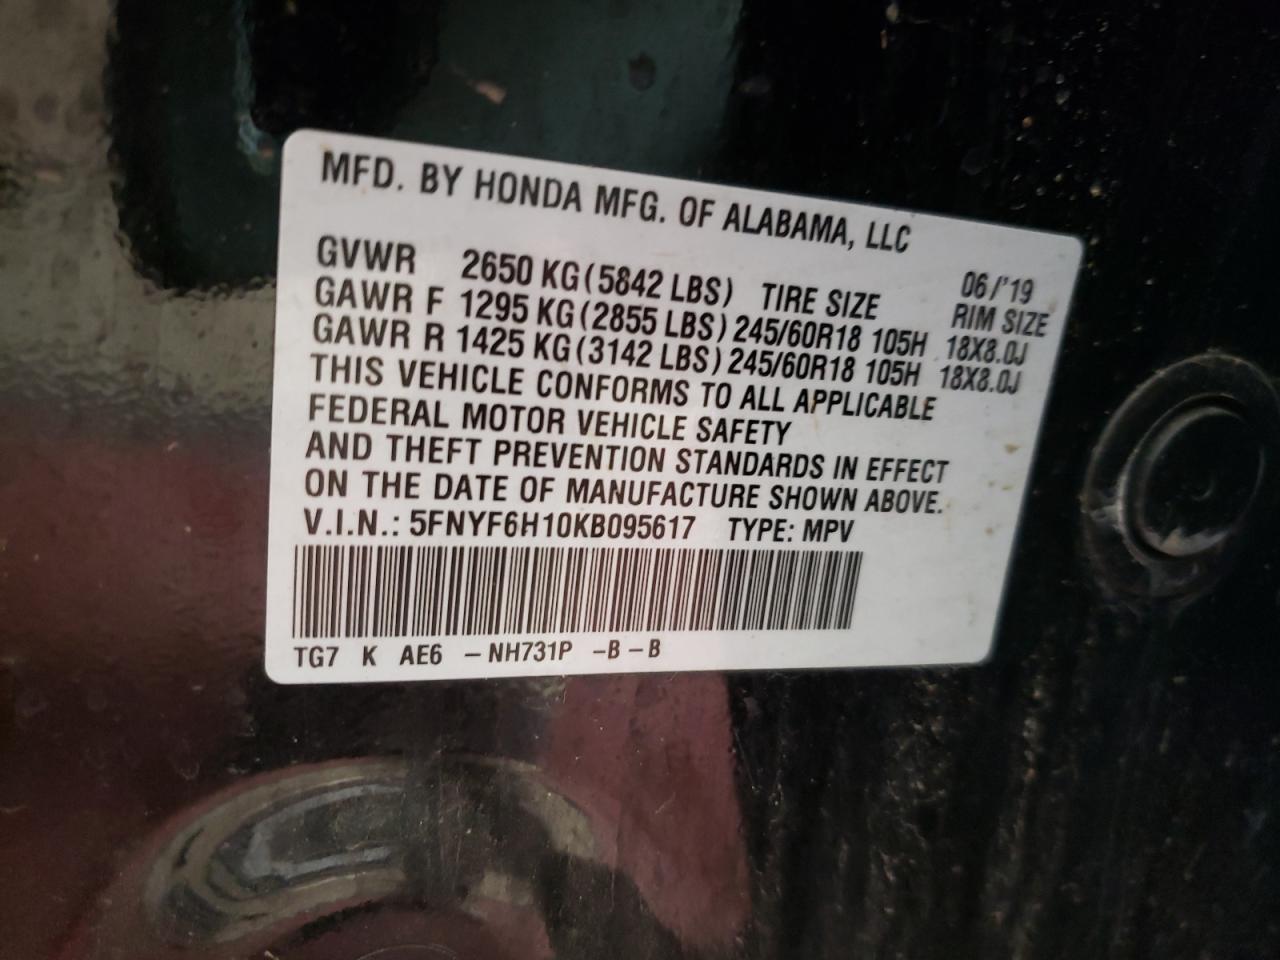 MFD. BY HONDA MFG. OF ALABAMA, LLC
06/'19
GVWR 2650 KG (5842 LBS) TIRE SIZE RIM SIZE
GAWR F 1295 KG (2855 LBS) 245/60R18 105H 18X8.0J
GAWR R 1425 KG (3142 LBS) 245/60R18 105H 18X8.0J
THIS VEHICLE CONFORMS TO ALL APPLICABLE
FEDERAL MOTOR VEHICLE SAFETY
AND THEFT PREVENTION STANDARDS IN EFFECT
ON THE DATE OF MANUFACTURE SHOWN ABOVE.
V.I.N.: 5FNYF6H10KB095617 TYPE: MPV
TG7 K AE6 – NH731P –B – B